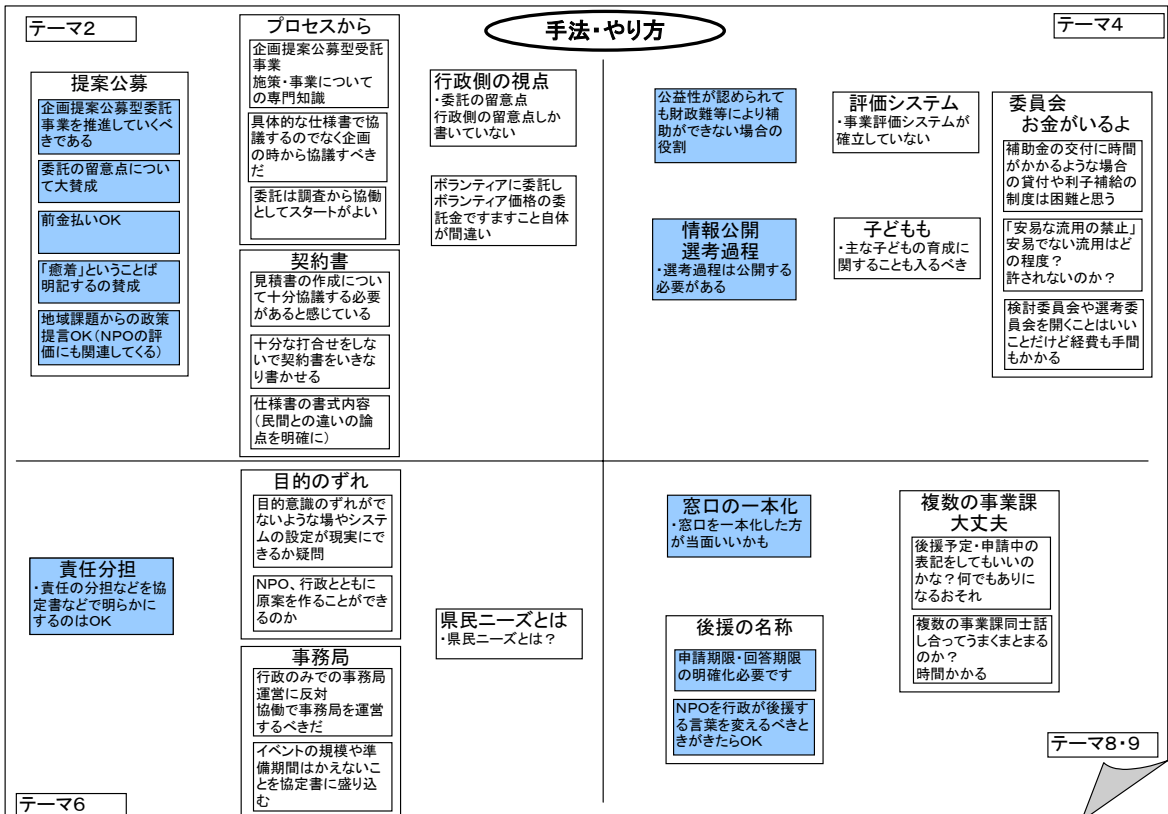 手法・やり方
テーマ2
提案公募
企画提案公募型委託
事業を推進していくべ
きである
委託の留意点につい
て大賛成
前金払いOK
「癒着」ということば
明記するの賛成
地域課題からの政策
提言OK(NPOの評
価にも関連してくる)
プロセスから
企画提案公募型受託
事業
施策・事業について
の専門知識
具体的な仕様書で協
議するのでなく企画
の時から協議すべき
だ
委託は調査から協働
としてスタートがよい
契約書
見積書の作成につい
て十分協議する必要
があると感じている
十分な打合せをしな
いで契約書をいきな
り書かせる
仕様書の書式内容
(民間との違いの論
点を明確に)
行政側の視点
・委託の留意点
行政側の留意点しか
書いていない
ボランティアに委託し
ボランティア価格の委
託金ですますこと自体
が間違い
テーマ4
公益性が認められて
も財政難等により補
助ができない場合の
役割
情報公開
選考過程
・選考過程は公開する
必要がある
評価システム
・事業評価システムが
確立していない
子どもも
・主な子どもの育成に
関することも入るべき
委員会
お金がいるよ
補助金の交付に時間
がかかるような場合
の貸付や利子補給の
制度は困難と思う
「安易な流用の禁止」
安易でない流用はど
の程度?
許されないのか?
検討委員会や選考委
員会を開くことはいい
ことだけど経費も手間
もかかる
責任分担
・責任の分担などを協
定書などで明らかに
するのはOK
目的のずれ
目的意識のずれがで
ないような場やシステ
ムの設定が現実にで
きるか疑問
NPO、行政とともに
原案を作ることができ
るのか
事務局
行政のみでの事務局
運営に反対
協働で事務局を運営
するべきだ
イベントの規模や準
備期間はかえないこ
とを協定書に盛り込
む
県民ニーズとは
・県民ニーズとは?
テーマ6
窓口の一本化
・窓口を一本化した方
が当面いいかも
後援の名称
申請期限・回答期限
の明確化必要です
NPOを行政が後援す
る言葉を変えるべきと
きがきたらOK
複数の事業課
大丈夫
後援予定・申請中の
表記をしてもいいの
かな?何でもありに
なるおそれ
複数の事業課同士話
し合ってうまくまとまる
のか?
時間かかる
テーマ8・9